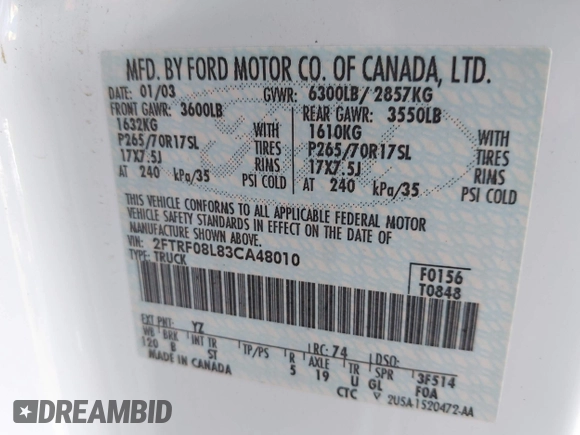 MFD. BY FORD MOTOR CO. OF CANADA, LTD.
DATE: 01/03 GVWR: 6300LB/ 2857KG
FRONT GAWR: 3600LB REAR GAWR: 3550LB
1632KG WITH 1610KG WITH
P265/70R17SL TIRES P265/70R17SL TIRES
17X7.5J RIMS 17X7.5J RIMS
AT 240 kPa/35 PSI COLD AT 240 kPa/35 PSI COLD
THIS VEHICLE CONFORMS TO ALL APPLICABLE FEDERAL MOTOR
VEHICLE SAFETY STANDARDS IN EFFECT ON THE DATE OF
MANUFACTURE SHOWN ABOVE.
VIN: 2FTRF08L83CA48010 F0156
TYPE: TRUCK T0848
EXT PNT: YZ RC: 74 DSO:
WB BRK INT TR TP/PS R AXLE TR SPR 3F514
120 B ST 5 19 U GL F0A
MADE IN CANADA CTC 2U5A-1520472-AA
DREAMBID